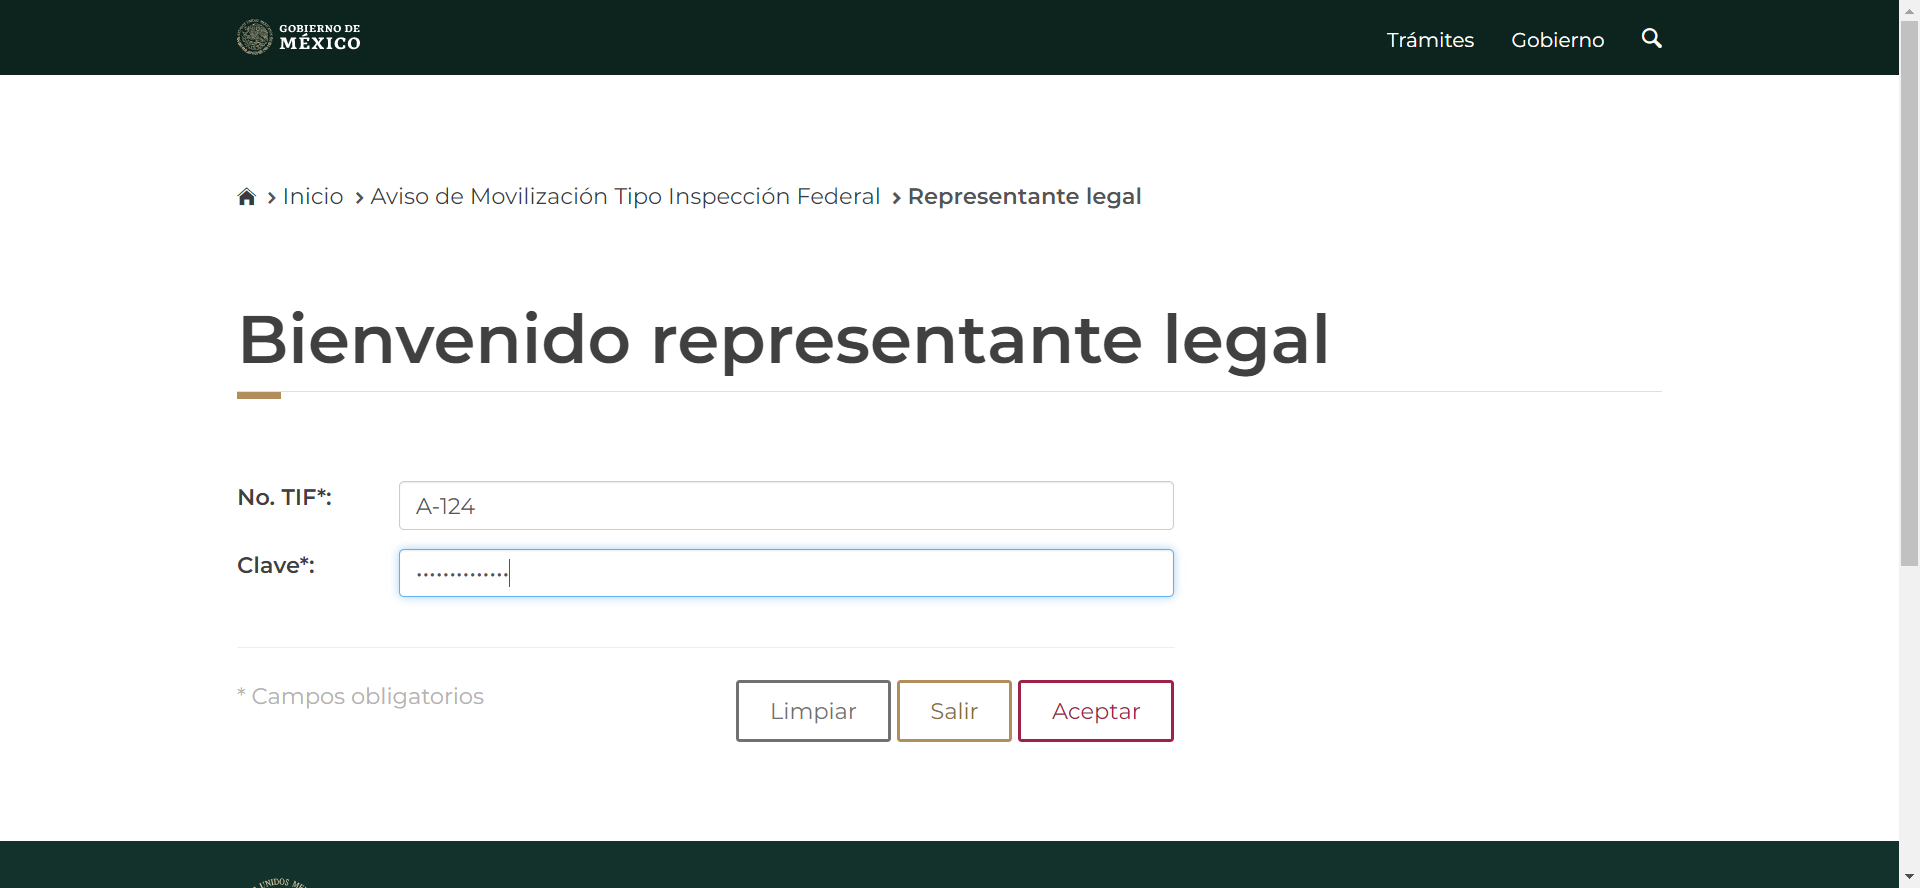 GOBIERNO DE
MÉXICO
Trámites
Gobierno
Inicio
Aviso de Movilización Tipo Inspección Federal
Representante legal
Bienvenido representante legal
No. TIF*:
A-124
Clave*:
* Campos obligatorios
Limpiar
Salir
Aceptar